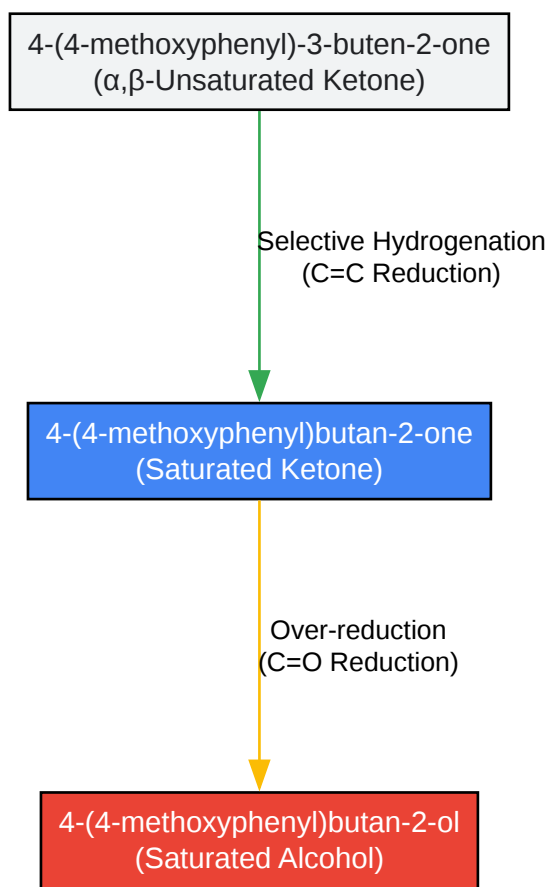 4-(4-methoxyphenyl)-3-buten-2-one
(α,β-Unsaturated Ketone)
Selective Hydrogenation
(C=C Reduction)
4-(4-methoxyphenyl)butan-2-one
(Saturated Ketone)
Over-reduction
(C=O Reduction)
4-(4-methoxyphenyl)butan-2-ol
(Saturated Alcohol)